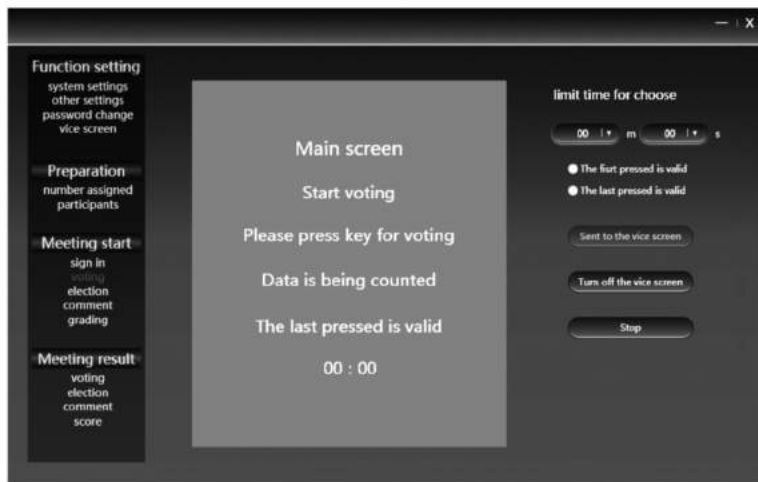 — X
Function setting
system settings
other settings
password change
vice screen
Preparation
number assigned
participants
Meeting start
sign in
voting
election
comment
grading
Meeting result
voting
election
comment
score
Main screen
Start voting
Please press key for voting
Data is being counted
The last pressed is valid
00 : 00
limit time for choose
00 m 00 s
The fisrt pressed is valid
The last pressed is valid
Sent to the vice screen
Turn off the vice screen
Stop